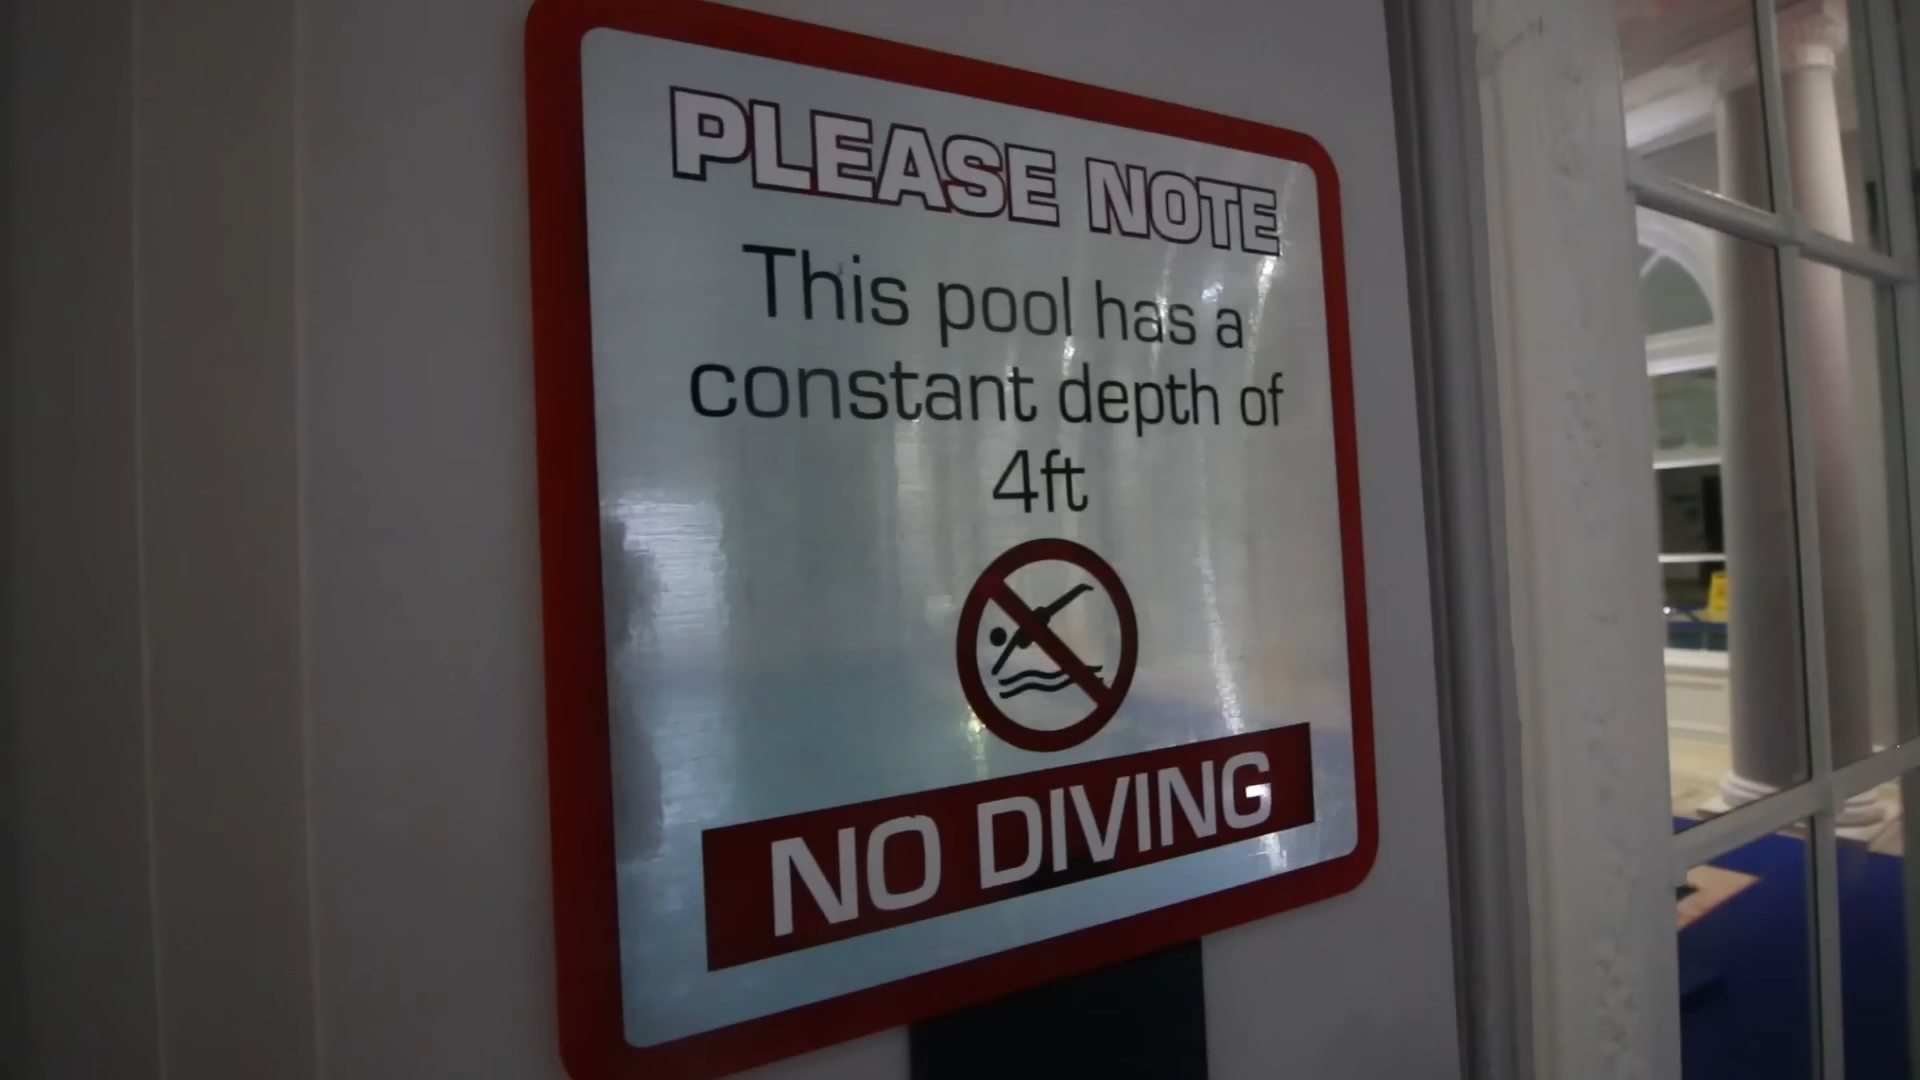 PLEASE NOTE
This pool has a
constant depth of
4ft
NO DIVING